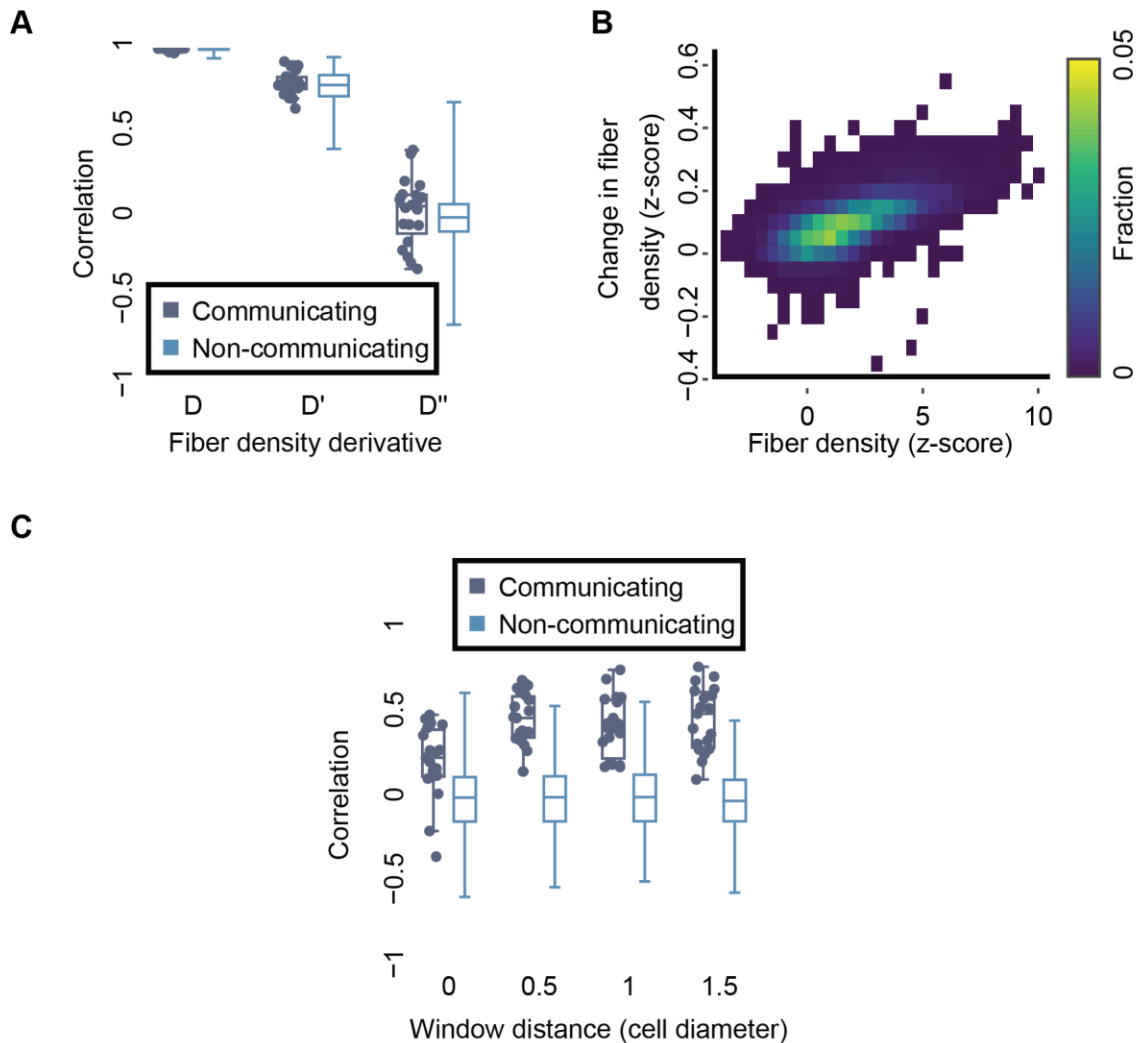 A
1
0.5
0
−0.5
−1
Correlation
Communicating
Non-communicating
D
D'
D''
Fiber density derivative
B
0.6
0.4
0.2
0
−0.2
−0.4
Change in fiber
density (z-score)
0
5
10
Fiber density (z-score)
0.05
Fraction
0
C
Communicating
Non-communicating
1
0.5
0
−0.5
−1
Correlation
0
0.5
1
1.5
Window distance (cell diameter)